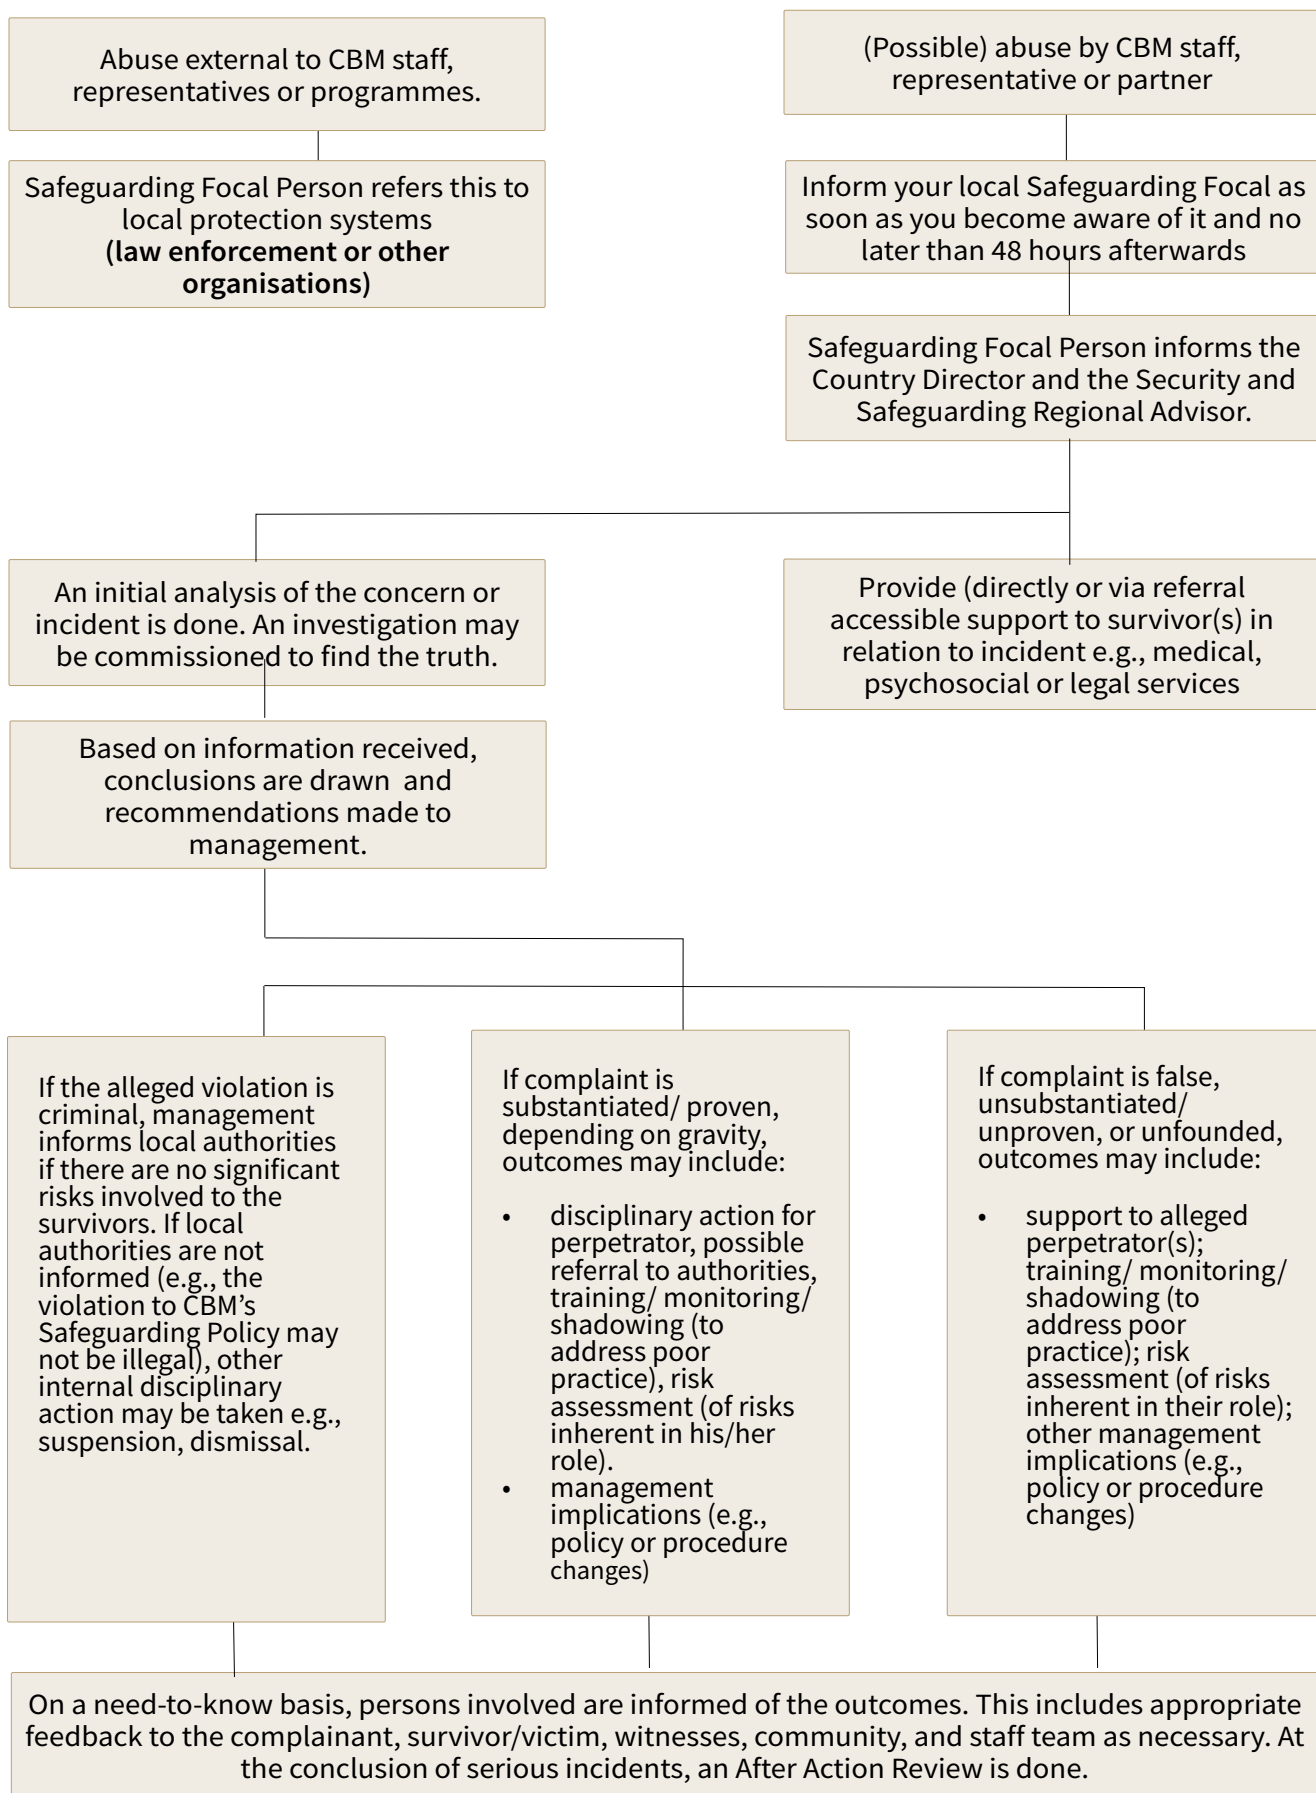 Abuse external to CBM staff,
representatives or programmes.
(Possible) abuse by CBM staff,
representative or partner
Safeguarding Focal Person refers this to
local protection systems
(law enforcement or other
organisations)
Inform your local Safeguarding Focal as
soon as you become aware of it and no
later than 48 hours afterwards
Safeguarding Focal Person informs the
Country Director and the Security and
Safeguarding Regional Advisor.
An initial analysis of the concern or
incident is done. An investigation may
be commissioned to find the truth.
Provide (directly or via referral
accessible support to survivor(s) in
relation to incident e.g., medical,
psychosocial or legal services
Based on information received,
conclusions are drawn  and
recommendations made to
management.
If the alleged violation is
criminal, management
informs local authorities
if there are no significant
risks involved to the
survivors. If local
authorities are not
informed (e.g., the
violation to CBM’s
Safeguarding Policy may
not be illegal), other
internal disciplinary
action may be taken e.g.,
suspension, dismissal.
If complaint is
substantiated/ proven,
depending on gravity,
outcomes may include:
• disciplinary action for
perpetrator, possible
referral to authorities,
training/ monitoring/
shadowing (to
address poor
practice), risk
assessment (of risks
inherent in his/her
role).
• management
implications (e.g.,
policy or procedure
changes)
If complaint is false,
unsubstantiated/
unproven, or unfounded,
outcomes may include:
• support to alleged
perpetrator(s);
training/ monitoring/
shadowing (to
address poor
practice); risk
assessment (of risks
inherent in their role);
other management
implications (e.g.,
policy or procedure
changes)
On a need-to-know basis, persons involved are informed of the outcomes. This includes appropriate
feedback to the complainant, survivor/victim, witnesses, community, and staff team as necessary. At
the conclusion of serious incidents, an After Action Review is done.